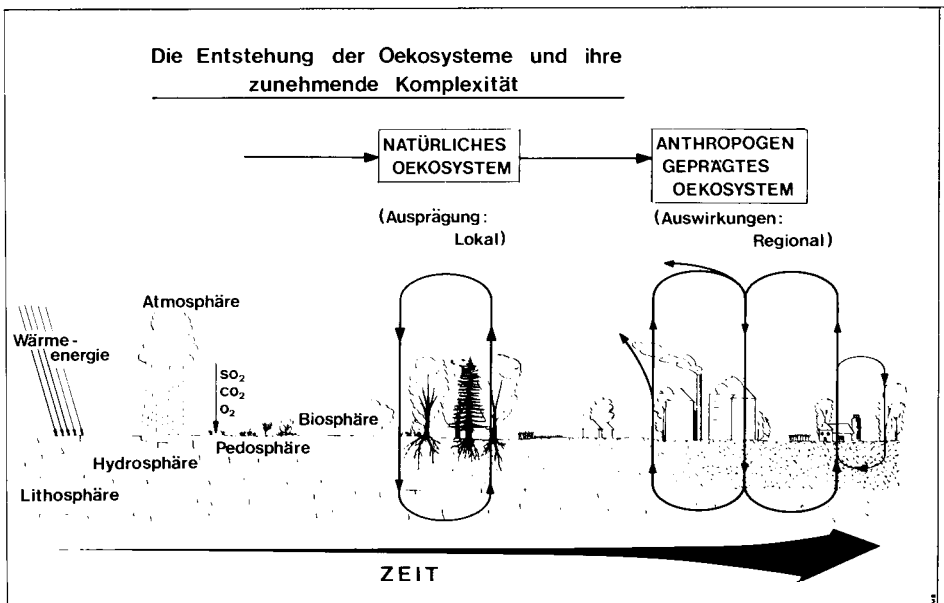 Die Entstehung der Oekosysteme und ihre
zunehmende Komplexität
NATÜRLICHES
OEKOSYSTEM
ANTHROPOGEN
GEPRÄGTES
OEKOSYSTEM
(Ausprägung:
Lokal)
(Auswirkungen:
Regional)
Atmosphäre
Wärme-
energie
SO₂
CO₂
O₂
Biosphäre
Pedosphäre
Hydrosphäre
Lithosphäre
ZEIT